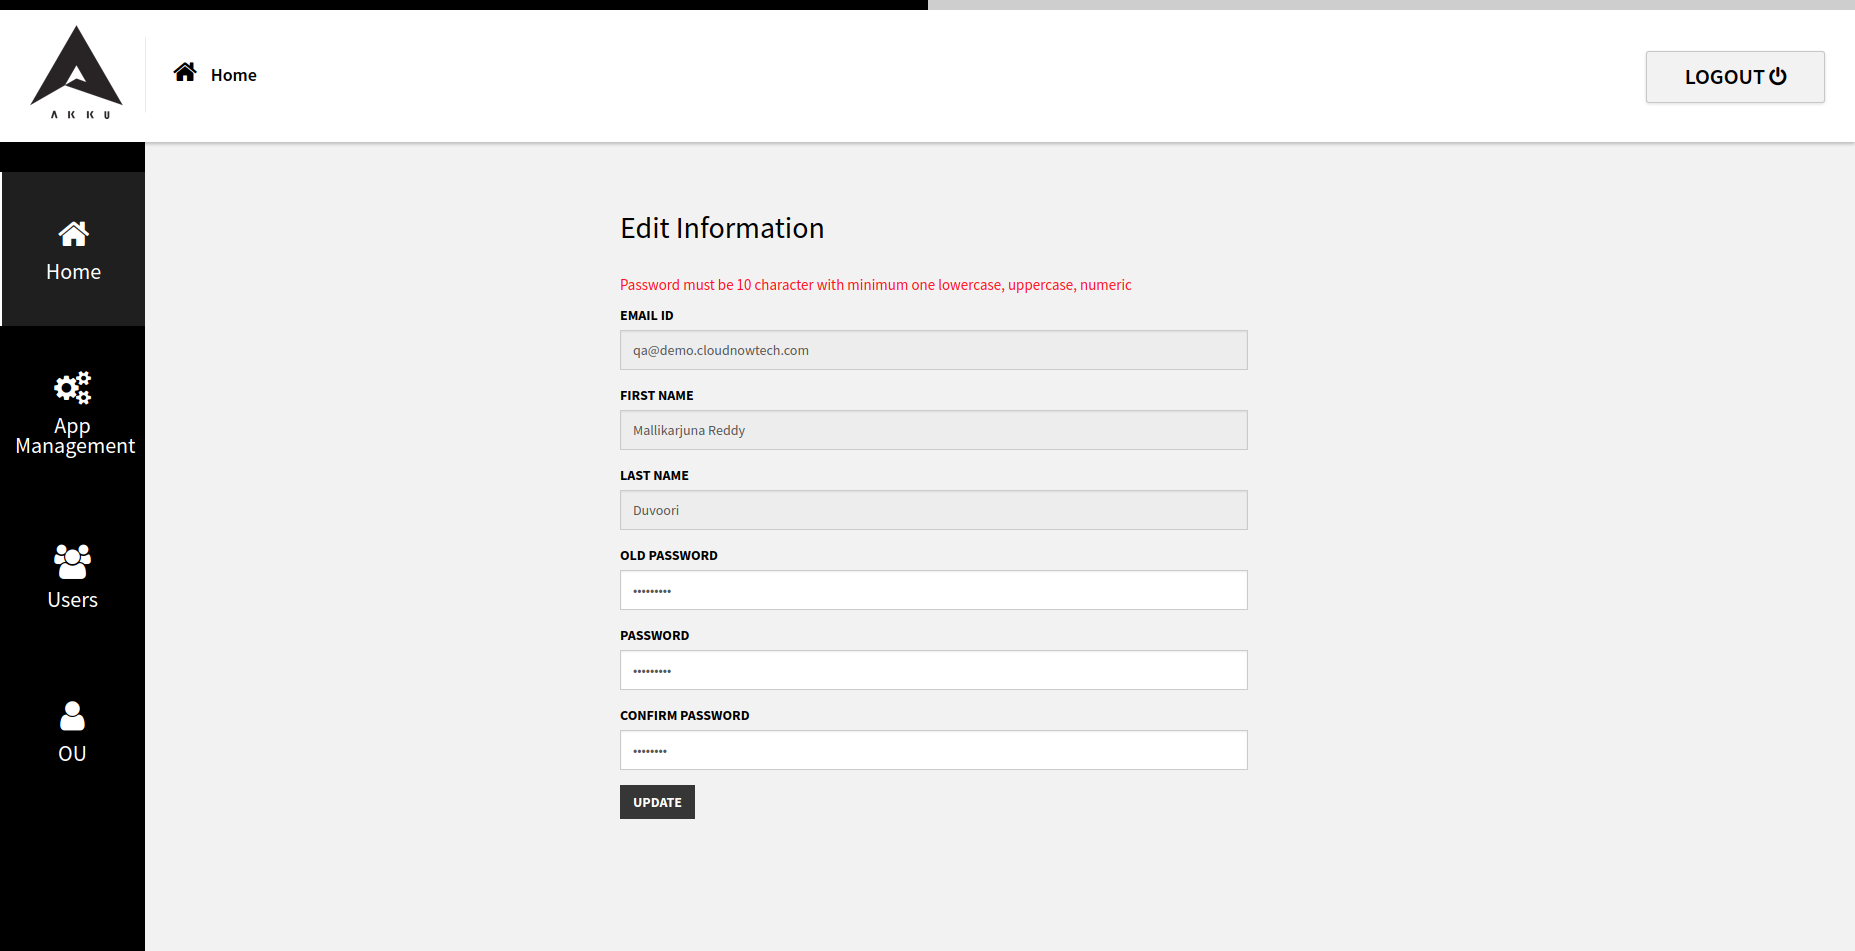 AKKU
Home
LOGOUT
Home
App
Management
Users
OU
Edit Information
Password must be 10 character with minimum one lowercase, uppercase, numeric
EMAIL ID
qa@demo.cloudnowtech.com
FIRST NAME
Mallikarjuna Reddy
LAST NAME
Duvoori
OLD PASSWORD
•••••••••
PASSWORD
•••••••••
CONFIRM PASSWORD
••••••••
UPDATE